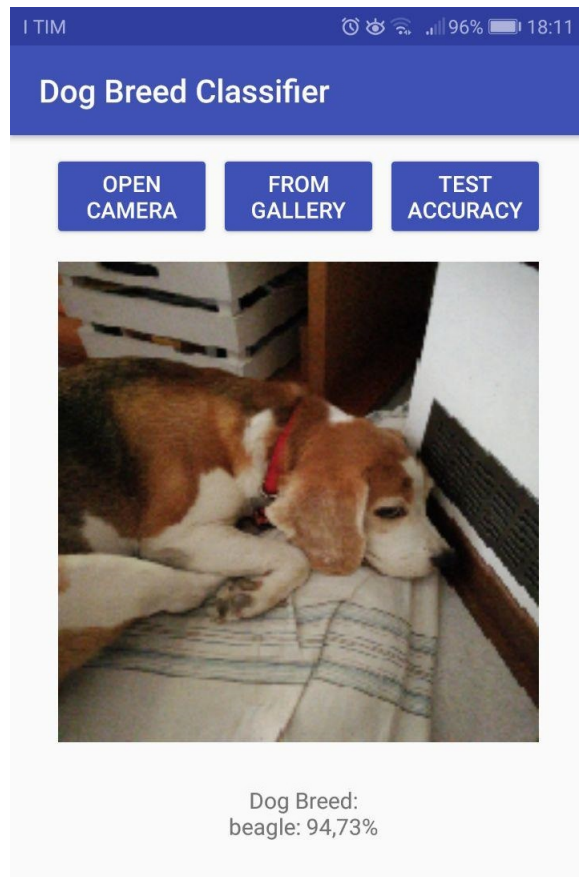 I TIM 96% 18:11
Dog Breed Classifier
OPEN
CAMERA
FROM
GALLERY
TEST
ACCURACY
Dog Breed:
beagle: 94,73%